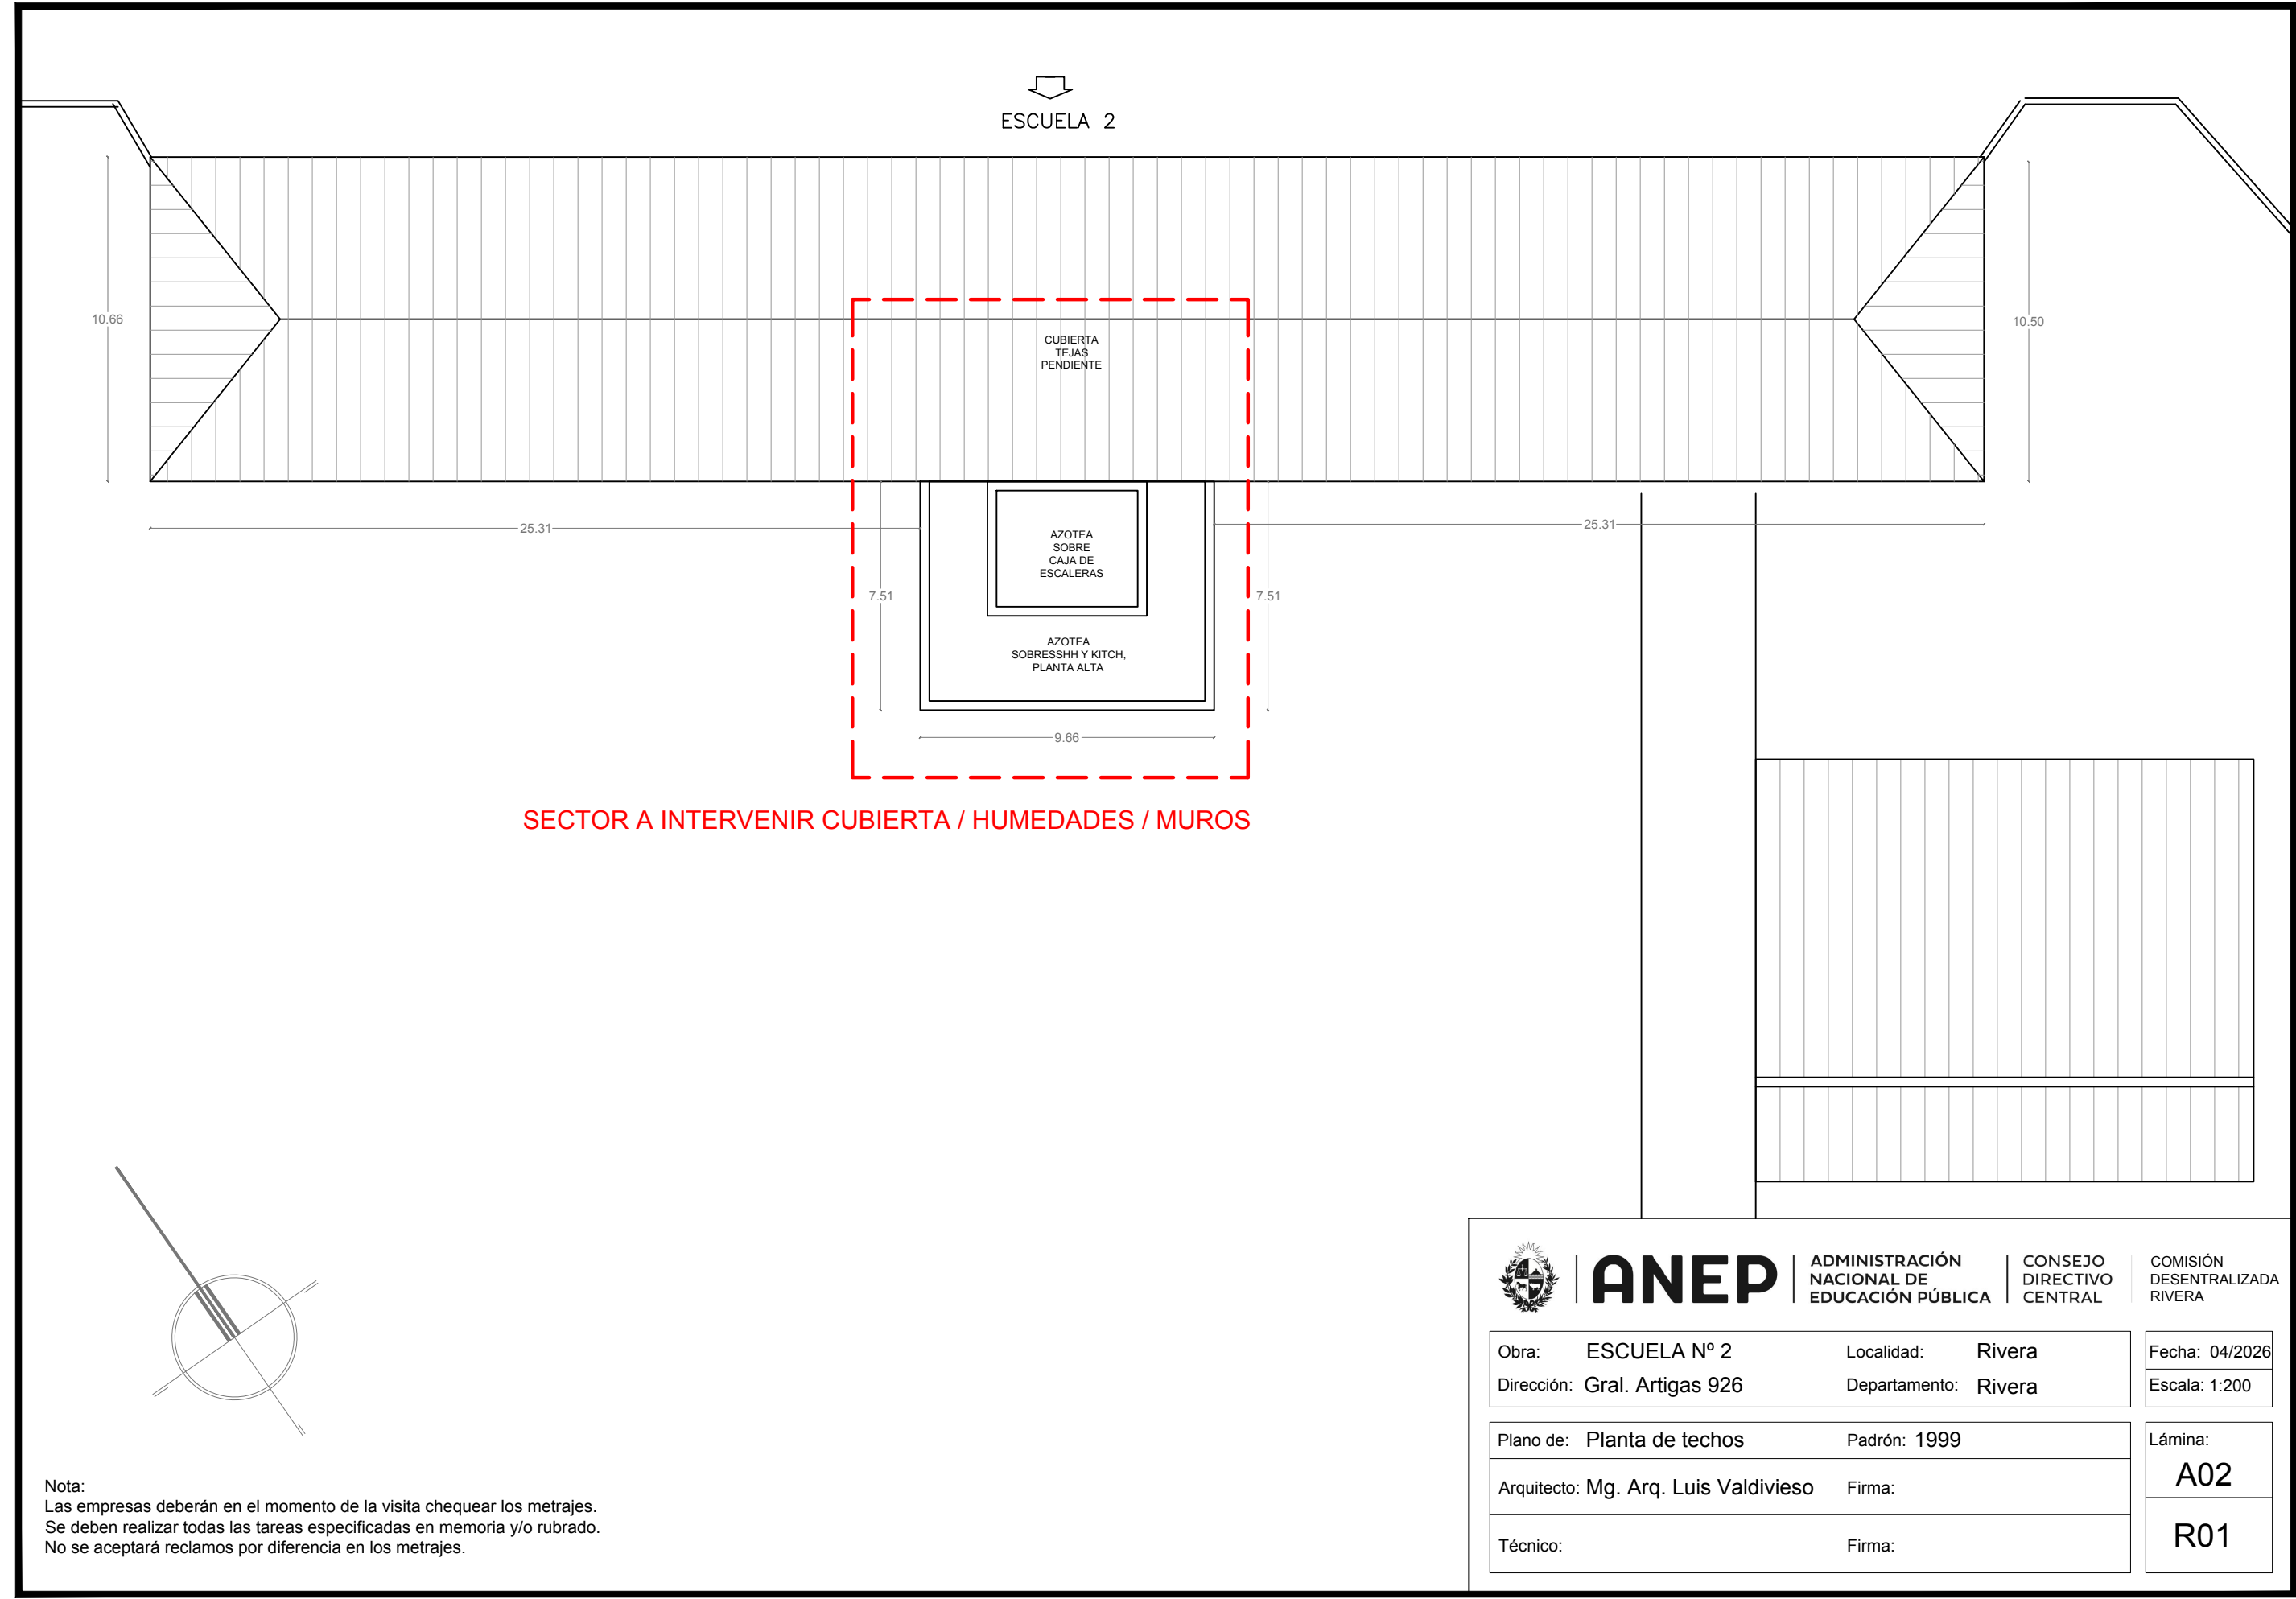 ESCUELA 2
10.66
10.50
CUBIERTA
TEJAS
PENDIENTE
25.31
25.31
AZOTEA
SOBRE
CAJA DE
ESCALERAS
7.51
7.51
AZOTEA
SOBRESSHH Y KITCH,
PLANTA ALTA
9.66
SECTOR A INTERVENIR CUBIERTA / HUMEDADES / MUROS
ANEP
ADMINISTRACIÓN
NACIONAL DE
EDUCACIÓN PÚBLICA
CONSEJO
DIRECTIVO
CENTRAL
COMISIÓN
DESENTRALIZADA
RIVERA
Obra: ESCUELA Nº 2 Localidad: Rivera
Dirección: Gral. Artigas 926 Departamento: Rivera
Fecha: 04/2026
Escala: 1:200
Plano de: Planta de techos Padrón: 1999
Arquitecto: Mg. Arq. Luis Valdivieso Firma:
Técnico: Firma:
Lámina:
A02
R01
Nota:
Las empresas deberán en el momento de la visita chequear los metrajes.
Se deben realizar todas las tareas especificadas en memoria y/o rubrado.
No se aceptará reclamos por diferencia en los metrajes.